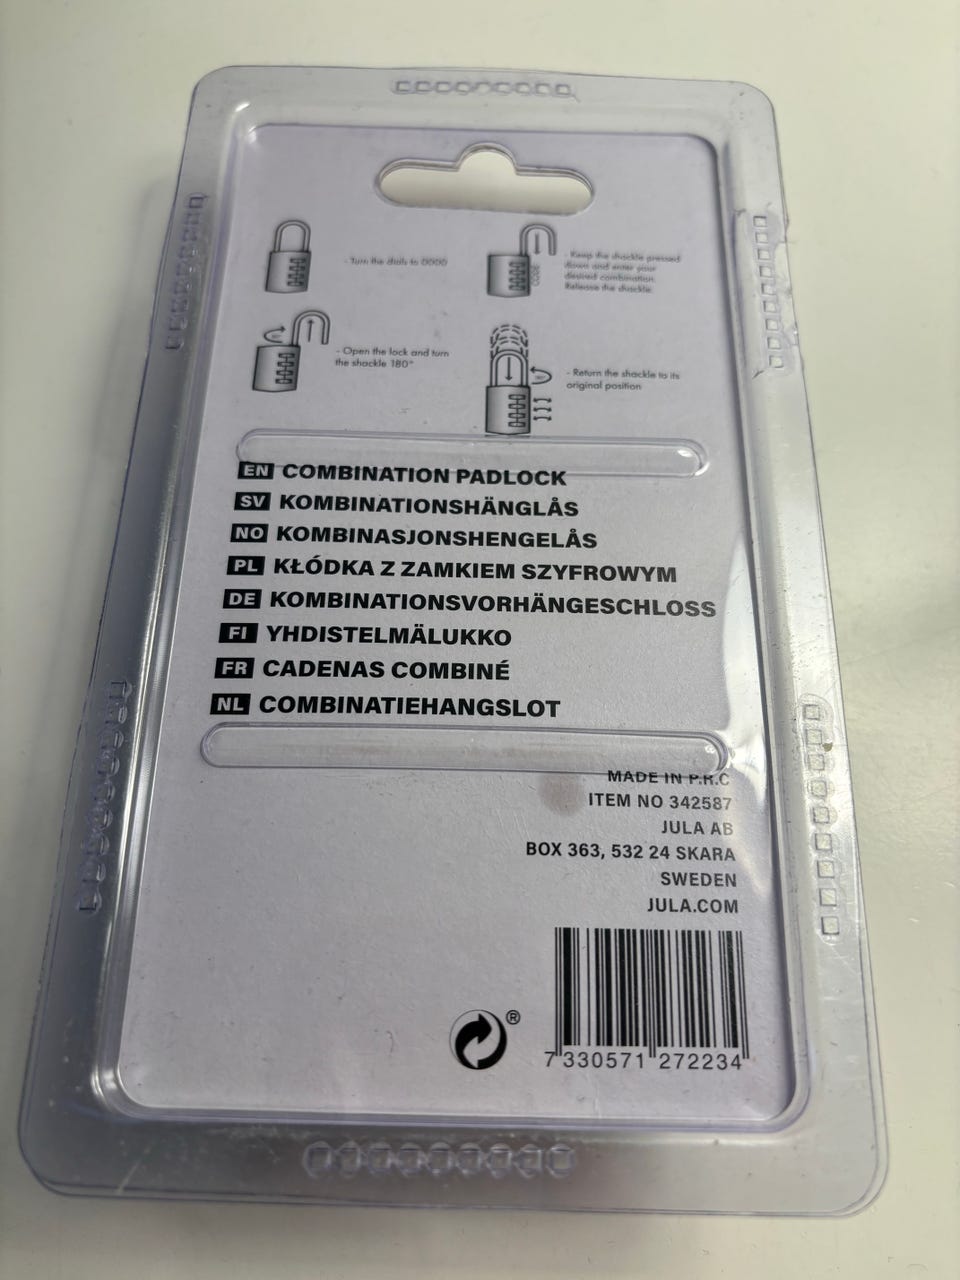 - Turn the dials to 0000
- Keep the shackle pressed
down and enter your
desired combination.
Release the shackle.
- Open the lock and turn
the shackle 180°
- Return the shackle to its
original position
EN COMBINATION PADLOCK
SV KOMBINATIONSHÄNGLÅS
NO KOMBINASJONSHENGELÅS
PL KŁÓDKA Z ZAMKIEM SZYFROWYM
DE KOMBINATIONSVORHÄNGESCHLOSS
FI YHDISTELMÄLUKKO
FR CADENAS COMBINÉ
NL COMBINATIEHANGSLOT
MADE IN P.R.C
ITEM NO 342587
JULA AB
BOX 363, 532 24 SKARA
SWEDEN
JULA.COM
®
7 330571 272234